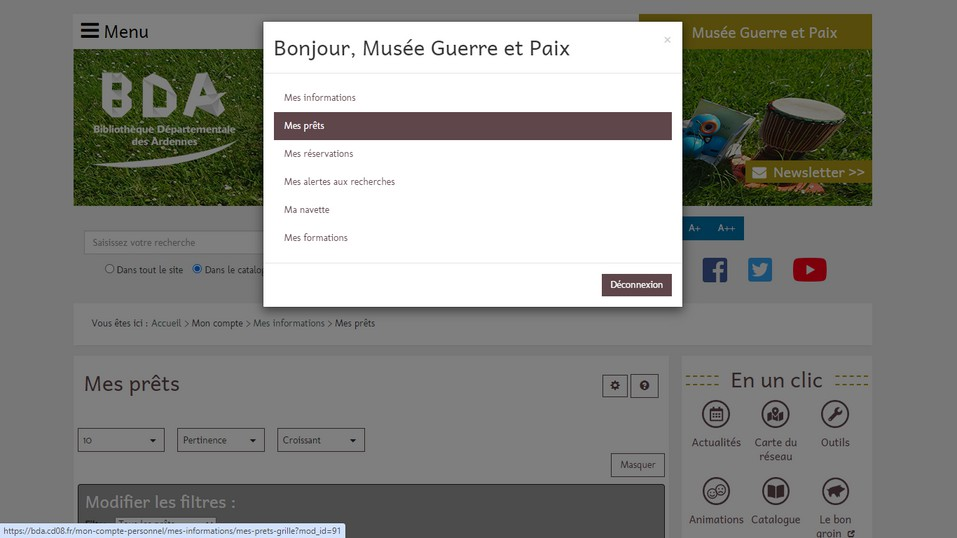 Menu
Bonjour, Musée Guerre et Paix
×
Musée Guerre et Paix
BDA
Bibliothèque Départementale
des Ardennes
Mes informations
Mes prêts
Mes réservations
Mes alertes aux recherches
Ma navette
Mes formations
Déconnexion
Newsletter >>
A+ A++
Saisissez votre recherche
Dans tout le site Dans le catalog
Vous êtes ici : Accueil > Mon compte > Mes informations > Mes prêts
Mes prêts
10 Pertinence Croissant
Masquer
Modifier les filtres :
En un clic
Actualités
Carte du
réseau
Outils
Animations
Catalogue
Le bon
groin
https://bda.cd08.fr/mon-compte-personnel/mes-informations/mes-prets-grille?mod_id=91